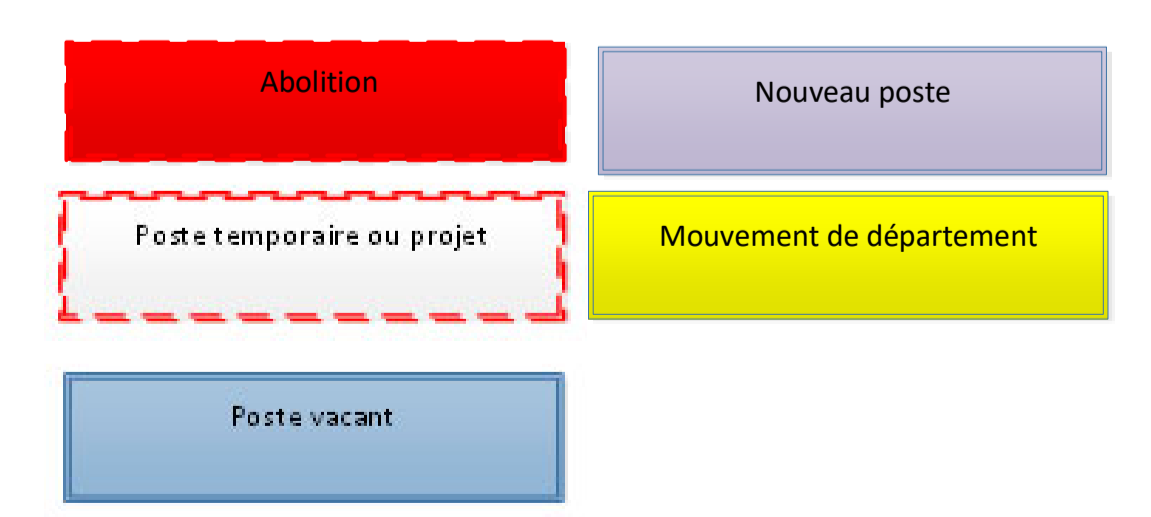 Abolition
Nouveau poste
Poste temporaire ou projet
Mouvement de département
Poste vacant